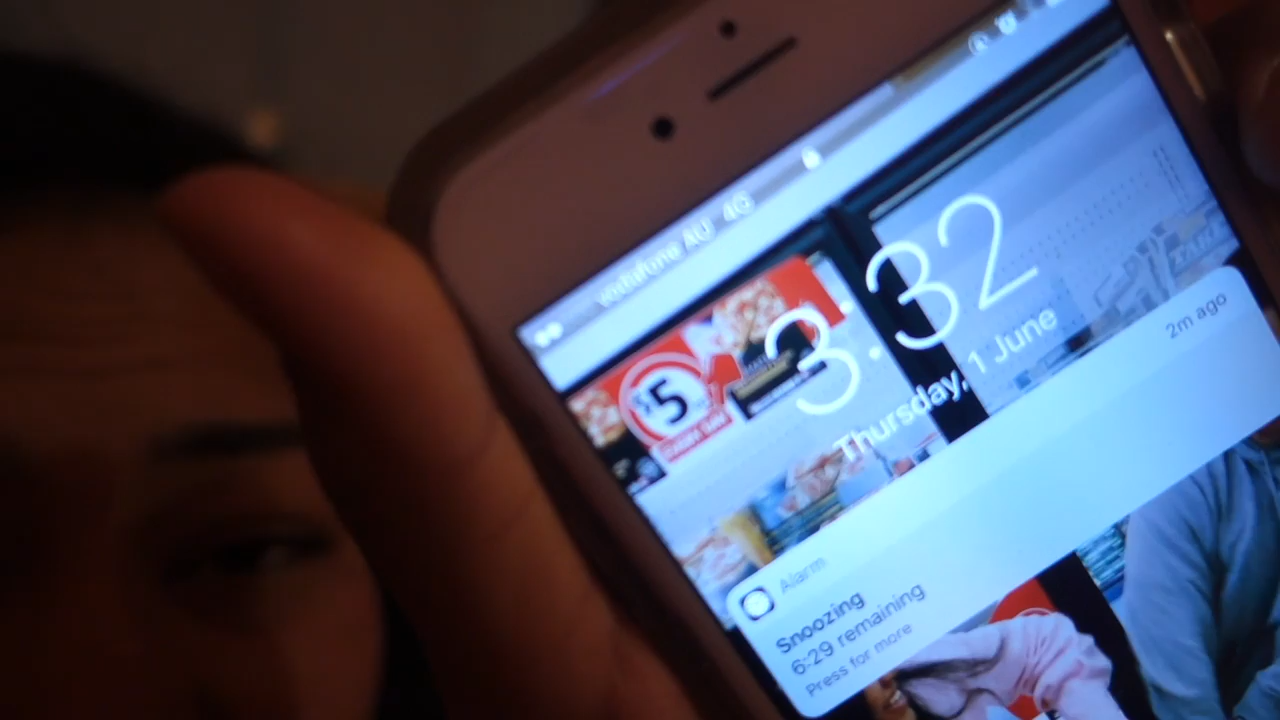 vodafone AU 4G
3:32
Thursday, 1 June
$5
Alarm
2m ago
Snoozing
6:29 remaining
Press for more